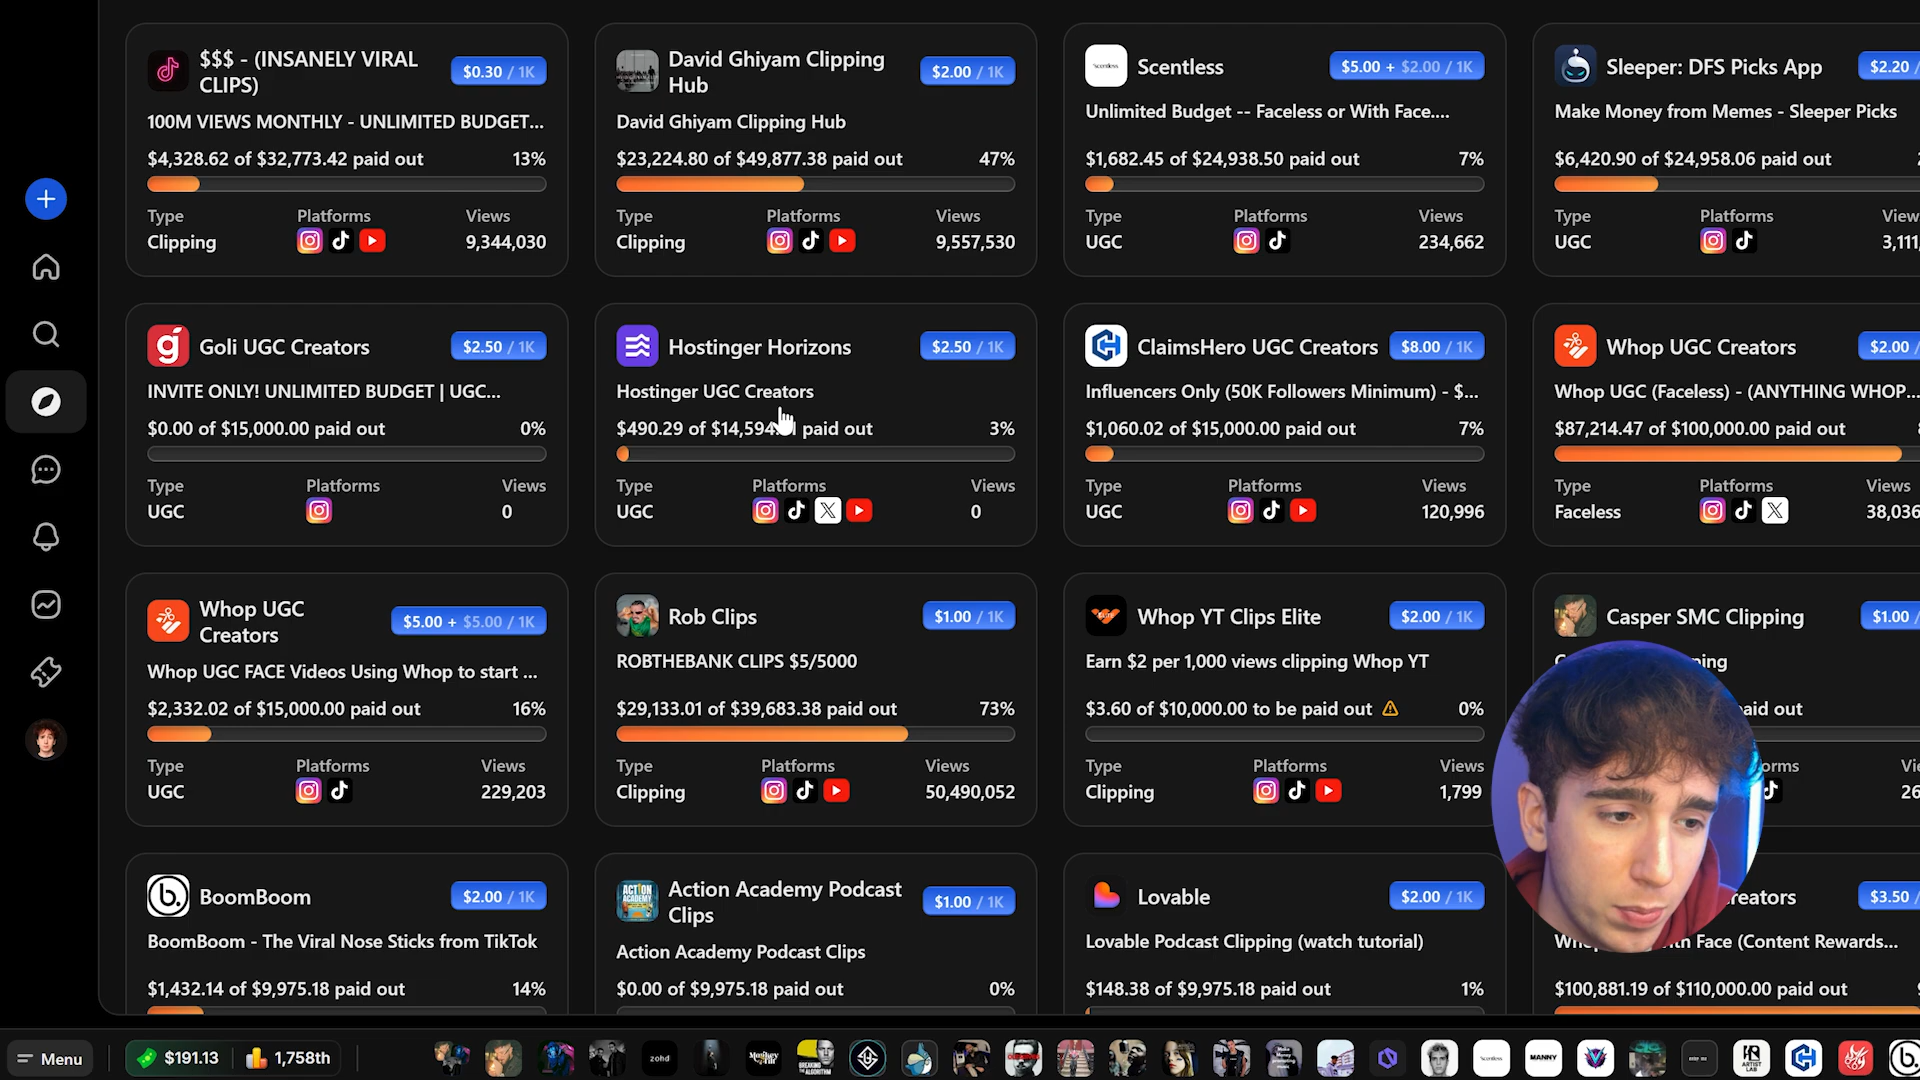 $$$ - (INSANELY VIRAL
CLIPS)
$0.30 / 1K
100M VIEWS MONTHLY - UNLIMITED BUDGET...
$4,328.62 of $32,773.42 paid out 13%
Type Platforms Views
Clipping 9,344,030
David Ghiyam Clipping
Hub
$2.00 / 1K
David Ghiyam Clipping Hub
$23,224.80 of $49,877.38 paid out 47%
Type Platforms Views
Clipping 9,557,530
Scentless $5.00 + $2.00 / 1K
Unlimited Budget -- Faceless or With Face....
$1,682.45 of $24,938.50 paid out 7%
Type Platforms Views
UGC 234,662
Sleeper: DFS Picks App $2.20 /
Make Money from Memes - Sleeper Picks
$6,420.90 of $24,958.06 paid out
Type Platforms
UGC 3,111,
Goli UGC Creators $2.50 / 1K
INVITE ONLY! UNLIMITED BUDGET | UGC...
$0.00 of $15,000.00 paid out 0%
Type Platforms Views
UGC 0
Hostinger Horizons $2.50 / 1K
Hostinger UGC Creators
$490.29 of $14,594 paid out 3%
Type Platforms Views
UGC 0
ClaimsHero UGC Creators $8.00 / 1K
Influencers Only (50K Followers Minimum) - $...
$1,060.02 of $15,000.00 paid out 7%
Type Platforms Views
UGC 120,996
Whop UGC Creators $2.00 /
Whop UGC (Faceless) - (ANYTHING WHOP...
$87,214.47 of $100,000.00 paid out
Type Platforms Views
Faceless 38,036
Whop UGC
Creators
$5.00 + $5.00 / 1K
Whop UGC FACE Videos Using Whop to start ...
$2,332.02 of $15,000.00 paid out 16%
Type Platforms Views
UGC 229,203
Rob Clips $1.00 / 1K
ROBTHEBANK CLIPS $5/5000
$29,133.01 of $39,683.38 paid out 73%
Type Platforms Views
Clipping 50,490,052
Whop YT Clips Elite $2.00 / 1K
Earn $2 per 1,000 views clipping Whop YT
$3.60 of $10,000.00 to be paid out 0%
Type Platforms Views
Clipping 1,799
Casper SMC Clipping $1.00 /
paid out
BoomBoom $2.00 / 1K
BoomBoom - The Viral Nose Sticks from TikTok
$1,432.14 of $9,975.18 paid out 14%
Action Academy Podcast
Clips
$1.00 / 1K
Action Academy Podcast Clips
$0.00 of $9,975.18 paid out 0%
Lovable $2.00 / 1K
Lovable Podcast Clipping (watch tutorial)
$148.38 of $9,975.18 paid out 1%
$3.50 /
Face (Content Rewards...
$100,881.19 of $110,000.00 paid out
Menu $191.13 1,758th
zohd
MANNY